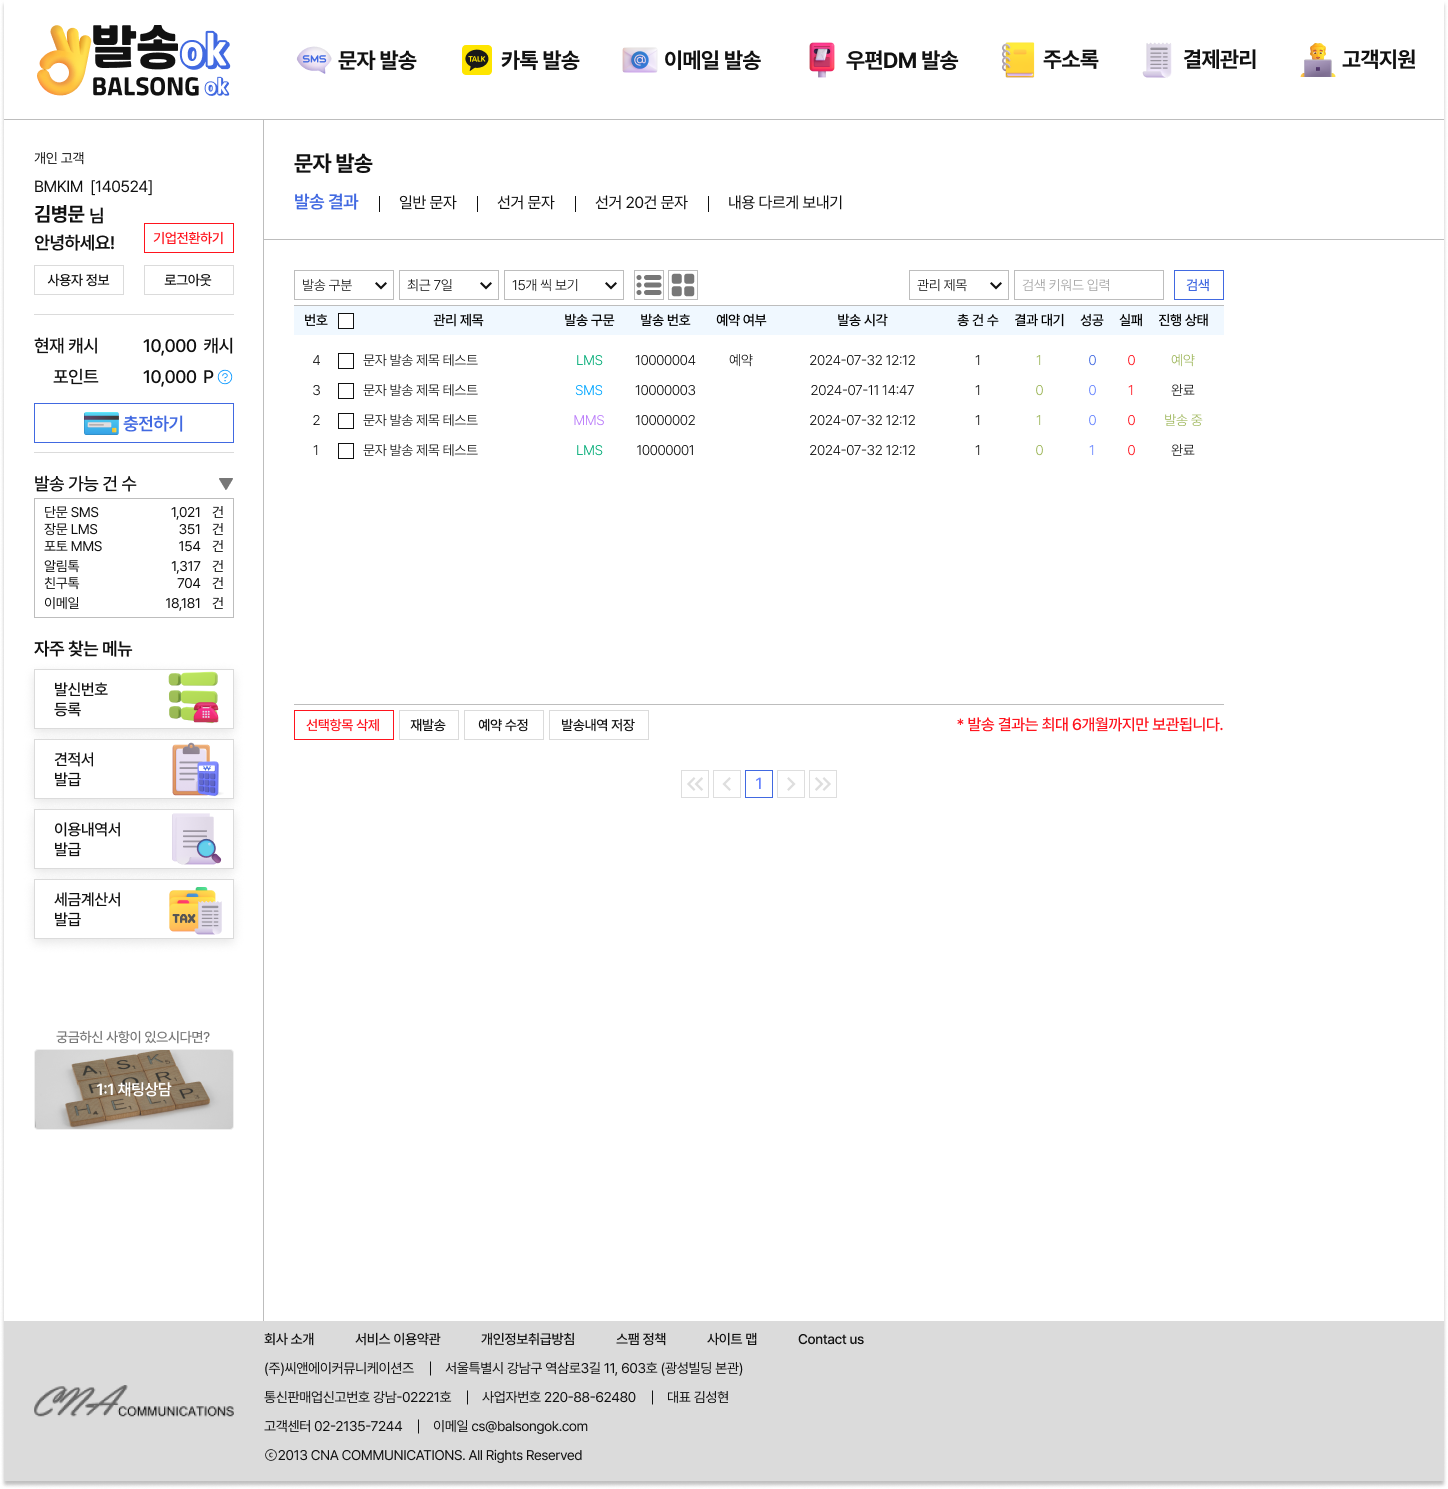 발송ok
BALSONG ok
SMS 문자 발송
TALK 카톡 발송
@ 이메일 발송
우편DM 발송
주소록
결제관리
고객지원
개인 고객
BMKIM [140524]
김병문 님
안녕하세요!
기업전환하기
사용자 정보
로그아웃
현재 캐시 10,000 캐시
포인트 10,000 P ?
충전하기
발송 가능 건 수 ▼
단문 SMS 1,021 건
장문 LMS 351 건
포토 MMS 154 건
알림톡 1,317 건
친구톡 704 건
이메일 18,181 건
자주 찾는 메뉴
발신번호
등록
견적서
발급
이용내역서
발급
세금계산서
발급
TAX
궁금하신 사항이 있으시다면?
ASK
FOR
HELP
1:1 채팅상담
문자 발송
발송 결과 | 일반 문자 | 선거 문자 | 선거 20건 문자 | 내용 다르게 보내기
발송 구분 최근 7일 15개 씩 보기 관리 제목 검색 키워드 입력 검색
번호 관리 제목 발송 구문 발송 번호 예약 여부 발송 시각 총 건 수 결과 대기 성공 실패 진행 상태
4 문자 발송 제목 테스트 LMS 10000004 예약 2024-07-32 12:12 1 1 0 0 예약
3 문자 발송 제목 테스트 SMS 10000003 2024-07-11 14:47 1 0 0 1 완료
2 문자 발송 제목 테스트 MMS 10000002 2024-07-32 12:12 1 1 0 0 발송 중
1 문자 발송 제목 테스트 LMS 10000001 2024-07-32 12:12 1 0 1 0 완료
선택항목 삭제 재발송 예약 수정 발송내역 저장 * 발송 결과는 최대 6개월까지만 보관됩니다.
1
회사 소개 서비스 이용약관 개인정보취급방침 스팸 정책 사이트 맵 Contact us
(주)씨앤에이커뮤니케이션즈 | 서울특별시 강남구 역삼로3길 11, 603호 (광성빌딩 본관)
통신판매업신고번호 강남-02221호 | 사업자번호 220-88-62480 | 대표 김성현
고객센터 02-2135-7244 | 이메일 cs@balsongok.com
ⓒ2013 CNA COMMUNICATIONS. All Rights Reserved
CNA COMMUNICATIONS